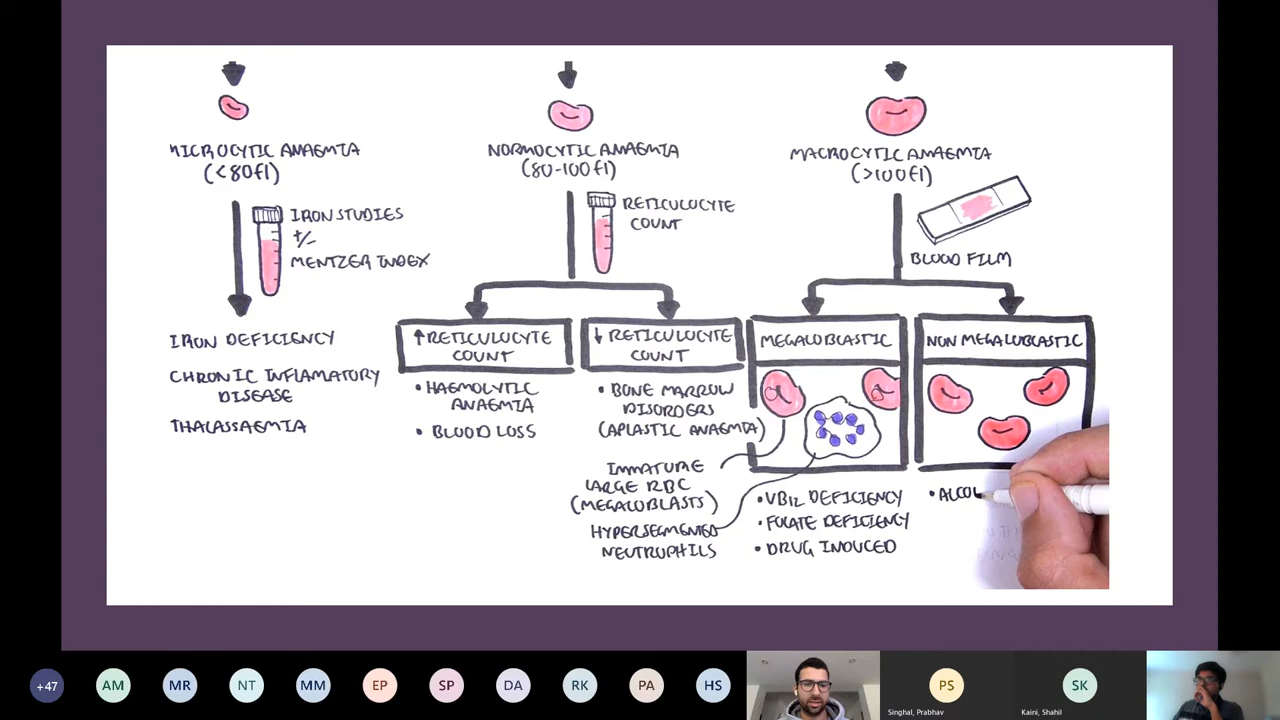 MICROCYTIC ANAEMIA
(<80fl)
IRON STUDIES
+/-
MENTZER INDEX
IRON DEFICIENCY
CHRONIC INFLAMATORY
DISEASE
THALASSAEMIA
NORMOCYTIC ANAEMIA
(80-100fl)
RETICULOCYTE
COUNT
↑RETICULOCYTE
COUNT
• HAEMOLYTIC
ANAEMIA
• BLOOD LOSS
↓RETICULOCYTE
COUNT
• BONE MARROW
DISORDERS
(APLASTIC ANAEMIA)
MACROCYTIC ANAEMIA
(>100fl)
BLOOD FILM
MEGALOBLASTIC
IMMATURE
LARGE RBC
(MEGALOBLASTS)
HYPERSEGMENTED
NEUTROPHILS
• VB12 DEFICIENCY
• FOLATE DEFICIENCY
• DRUG INDUCED
NON MEGALOBLASTIC
• ALCO
+47
AM
MR
NT
MM
EP
SP
DA
RK
PA
HS
PS
Singhal, Prabhav
SK
Kaini, Shahil